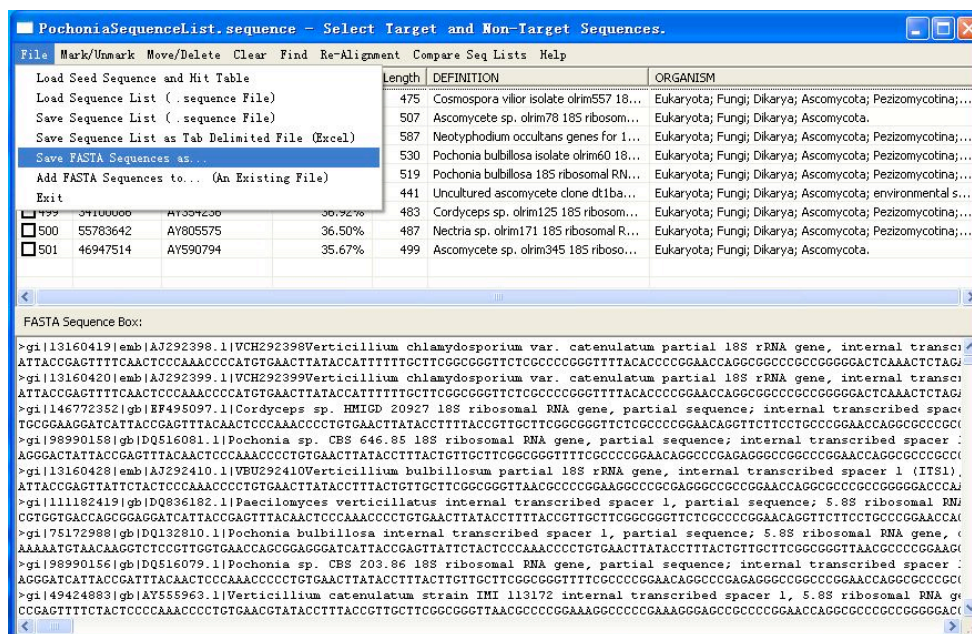 PochoniaSequenceList.sequence - Select Target and Non-Target Sequences.
File Mark/Unmark Move/Delete Clear Find Re-Alignment Compare Seq Lists Help
Load Seed Sequence and Hit Table
Load Sequence List ( .sequence File)
Save Sequence List ( .sequence File)
Save Sequence List as Tab Delimited File (Excel)
Save FASTA Sequences as...
Add FASTA Sequences to... (An Existing File)
Exit
Length DEFINITION ORGANISM
475 Cosmospora vilior isolate olrim557 18... Eukaryota; Fungi; Dikarya; Ascomycota; Pezizomycotina;...
507 Ascomycete sp. olrim78 18S ribosom... Eukaryota; Fungi; Dikarya; Ascomycota.
587 Neotyphodium occultans genes for 1... Eukaryota; Fungi; Dikarya; Ascomycota; Pezizomycotina;...
530 Pochonia bulbillosa isolate olrim60 18... Eukaryota; Fungi; Dikarya; Ascomycota; Pezizomycotina;...
519 Pochonia bulbillosa 18S ribosomal RN... Eukaryota; Fungi; Dikarya; Ascomycota; Pezizomycotina;...
441 Uncultured ascomycete clone dt1ba... Eukaryota; Fungi; Dikarya; Ascomycota; environmental s...
499 34100086 AY354236 36.92% 483 Cordyceps sp. olrim125 18S ribosom... Eukaryota; Fungi; Dikarya; Ascomycota; Pezizomycotina;...
500 55783642 AY805575 36.50% 487 Nectria sp. olrim171 18S ribosomal R... Eukaryota; Fungi; Dikarya; Ascomycota; Pezizomycotina;...
501 46947514 AY590794 35.67% 499 Ascomycete sp. olrim345 18S riboso... Eukaryota; Fungi; Dikarya; Ascomycota.
FASTA Sequence Box:
>gi|13160419|emb|AJ292398.1|VCH292398Verticillium chlamydosporium var. catenulatum partial 18S rRNA gene, internal transc
ATTACCGAGTTTTCAACTCCCAAACCCCATGTGAACTTATACCATTTTTTGCTTCGGCGGGTTCTCGCCCCGGGTTTTACACCCCGGAACCAGGCGGCCCGCCGGGGGACTCAAACTCTAGA
>gi|13160420|emb|AJ292399.1|VCH292399Verticillium chlamydosporium var. catenulatum partial 18S rRNA gene, internal transc
ATTACCGAGTTTTCAACTCCCAAACCCCATGTGAACTTATACCATTTTTTGCTTCGGCGGGTTCTCGCCCCGGGTTTTACACCCCGGAACCAGGCGGCCCGCCGGGGGACTCAAACTCTAGA
>gi|146772352|gb|EF495097.1|Cordyceps sp. HMIGD 20927 18S ribosomal RNA gene, partial sequence; internal transcribed space
TGCGGAAGGATCATTACCGAGTTTACAACTCCCAAACCCCTGTGAACATATACCTTTTACCGTTGCTTCGGCGGGTTCTCGCCCCGGAACAGGTTCTTCCTGCCCGGAACCAGGCGCCCGCC
>gi|98990158|gb|DQ516081.1|Pochonia sp. CBS 646.85 18S ribosomal RNA gene, partial sequence; internal transcribed spacer
AGGGACTATTACCGAGTTTACAACTCCCAAACCCCTGTGAACTTATACCTTTACTGTTGCTTCGGCGGGTTTTCGCCCCGGAACAGGCCCGAGAGGGCCGGCCCGGAACCAGGCGCCCGCC
>gi|13160428|emb|AJ292410.1|VBU292410Verticillium bulbillosum partial 18S rRNA gene, internal transcribed spacer 1 (ITS1),
ATTACCGAGTTATTCTACTCCCAAACCCCTGTGAACTTATACCTTTACTGTTGCTTCGGCGGGTTAACGCCCCGGAAGGCCCGCGAGGGCCGCCGGAACCAGGCGCCCGCCGGGGGACCCAA
>gi|111182419|gb|DQ836182.1|Paecilomyces verticillatus internal transcribed spacer 1, partial sequence; 5.8S ribosomal RNA
CGTGGTGACCAGCGGAGGATCATTACCGAGTTTACAACTCCCAAACCCCTGTGAACTTATACCTTTTACCGTTGCTTCGGCGGGTTCTCGCCCCGGAACAGGTTCTTCCTGCCCGGAACCAG
>gi|75172988|gb|DQ132810.1|Pochonia bulbillosa internal transcribed spacer 1, partial sequence; 5.8S ribosomal RNA gene,
AAAAATGTAACAAGGTCTCCGTTGGTGAACCAGCGGAGGGATCATTACCGAGTTATTCTACTCCCAAACCCCTGTGAACTTATACCTTTACTGTTGCTTCGGCGGGTTAACGCCCCGGAAGG
>gi|98990156|gb|DQ516079.1|Pochonia sp. CBS 203.86 18S ribosomal RNA gene, partial sequence; internal transcribed spacer
AGGGATCATTACCGATTTACAACTCCCAAACCCCCTGTGAACTTATACCTTTACTTGTTGCTTCGGCGGGTTTTCGCCCCGGAACAGGCCCGAGAGGGCCGGCCCGGAACCAGGCGCCCGCC
>gi|49424883|gb|AY555963.1|Verticillium catenulatum strain IMI 113172 internal transcribed spacer 1, 5.8S ribosomal RNA ge
CCGAGTTTTCTACTCCCCAAACCCCTGTGAACGTATACCTTTACCGTTGCTTCGGCGGGTTAACGCCCCGGAAAGGCCCCCGAAAGGGAGCCGCCCCGGAACCAGGCGCCCGCCGGGGGACC